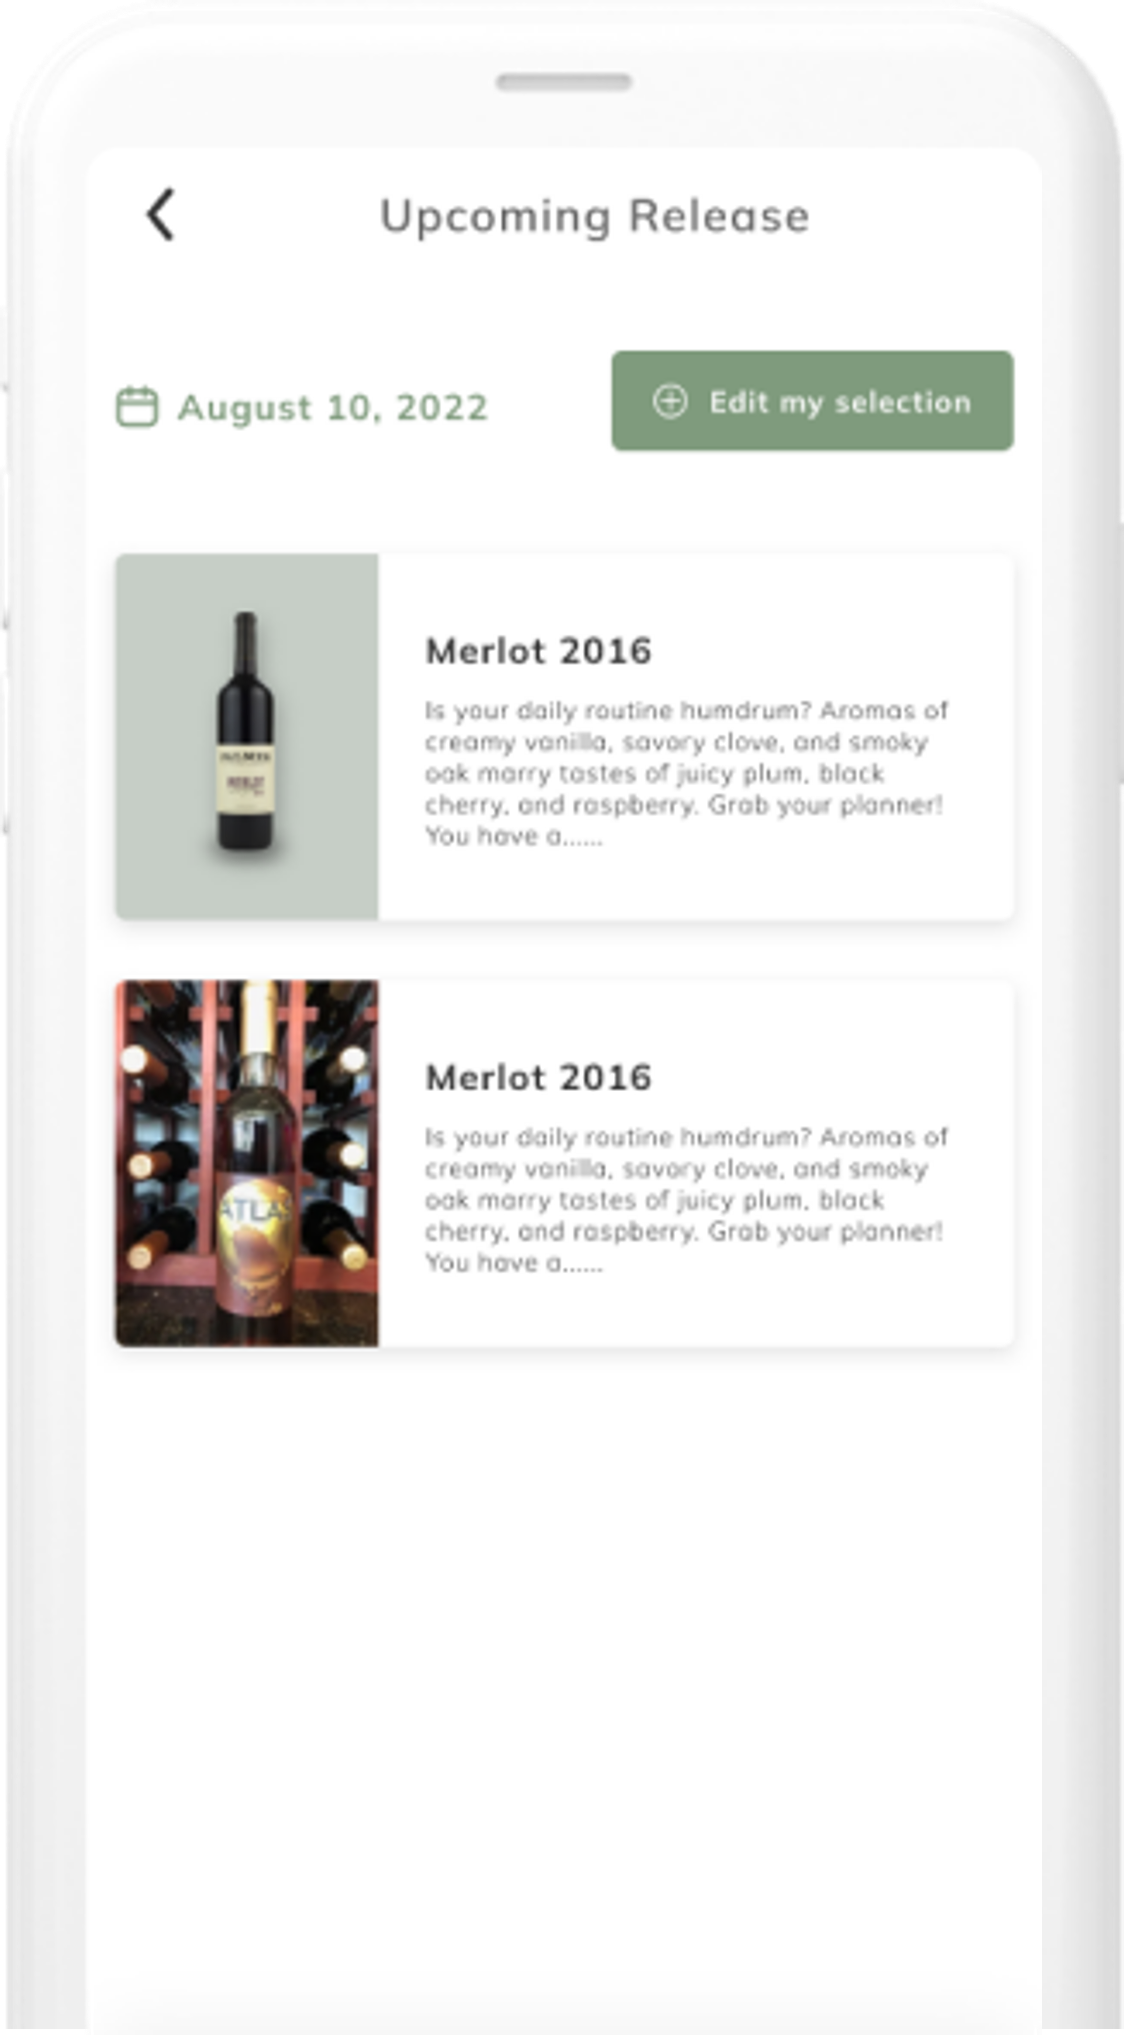 Upcoming Release
August 10, 2022
Edit my selection
Merlot 2016
Is your daily routine humdrum? Aromas of
creamy vanilla, savory clove, and smoky
oak marry tastes of juicy plum, black
cherry, and raspberry. Grab your planner!
You have a......
MERLOT
Merlot 2016
Is your daily routine humdrum? Aromas of
creamy vanilla, savory clove, and smoky
oak marry tastes of juicy plum, black
cherry, and raspberry. Grab your planner!
You have a......
ATLAS